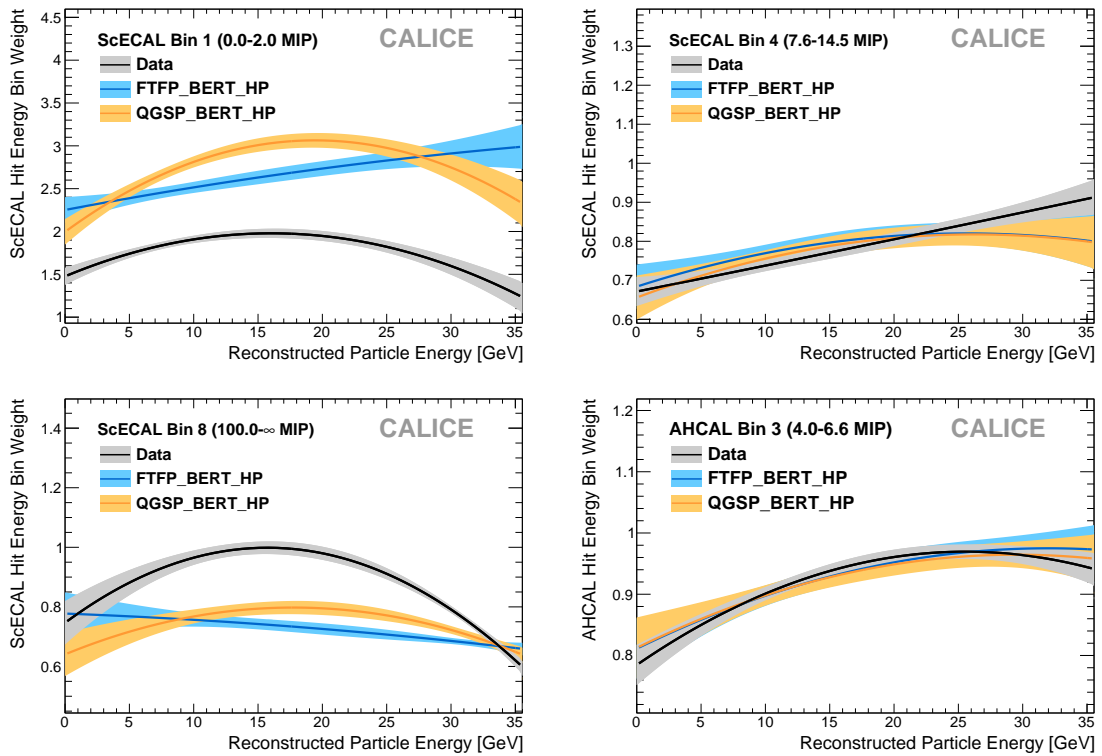 ScECAL Bin 1 (0.0-2.0 MIP)
CALICE
Data
FTFP_BERT_HP
QGSP_BERT_HP
ScECAL Hit Energy Bin Weight
4.5
4
3.5
3
2.5
2
1.5
1
0 5 10 15 20 25 30 35
Reconstructed Particle Energy [GeV]
ScECAL Bin 4 (7.6-14.5 MIP)
CALICE
Data
FTFP_BERT_HP
QGSP_BERT_HP
ScECAL Hit Energy Bin Weight
1.3
1.2
1.1
1
0.9
0.8
0.7
0.6
0 5 10 15 20 25 30 35
Reconstructed Particle Energy [GeV]
ScECAL Bin 8 (100.0-∞ MIP)
CALICE
Data
FTFP_BERT_HP
QGSP_BERT_HP
ScECAL Hit Energy Bin Weight
1.4
1.2
1.0
0.8
0.6
0 5 10 15 20 25 30 35
Reconstructed Particle Energy [GeV]
AHCAL Bin 3 (4.0-6.6 MIP)
CALICE
Data
FTFP_BERT_HP
QGSP_BERT_HP
AHCAL Hit Energy Bin Weight
1.2
1.1
1
0.9
0.8
0 5 10 15 20 25 30 35
Reconstructed Particle Energy [GeV]